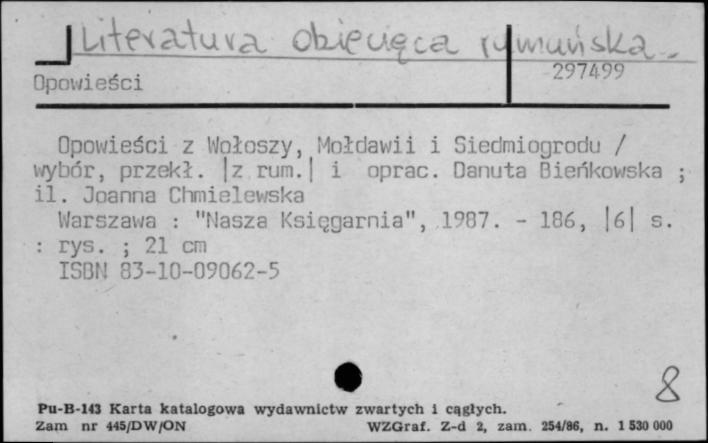 Literatura obiecięca rumuńska.
297499
Opowieści
Opowieści z Wołoszy, Mołdawii i Siedmiogrodu /
wybór, przekł. |z rum.| i oprac. Danuta Bieńkowska ;
il. Joanna Chmielewska
Warszawa : "Nasza Księgarnia", 1987. - 186, |6| s.
: rys. ; 21 cm
ISBN 83-10-09062-5
8
Pu-B-143 Karta katalogowa wydawnictw zwartych i ciągłych.
Zam nr 445/DW/ON WZGraf. Z-d 2, zam. 254/86, n. 1 530 000